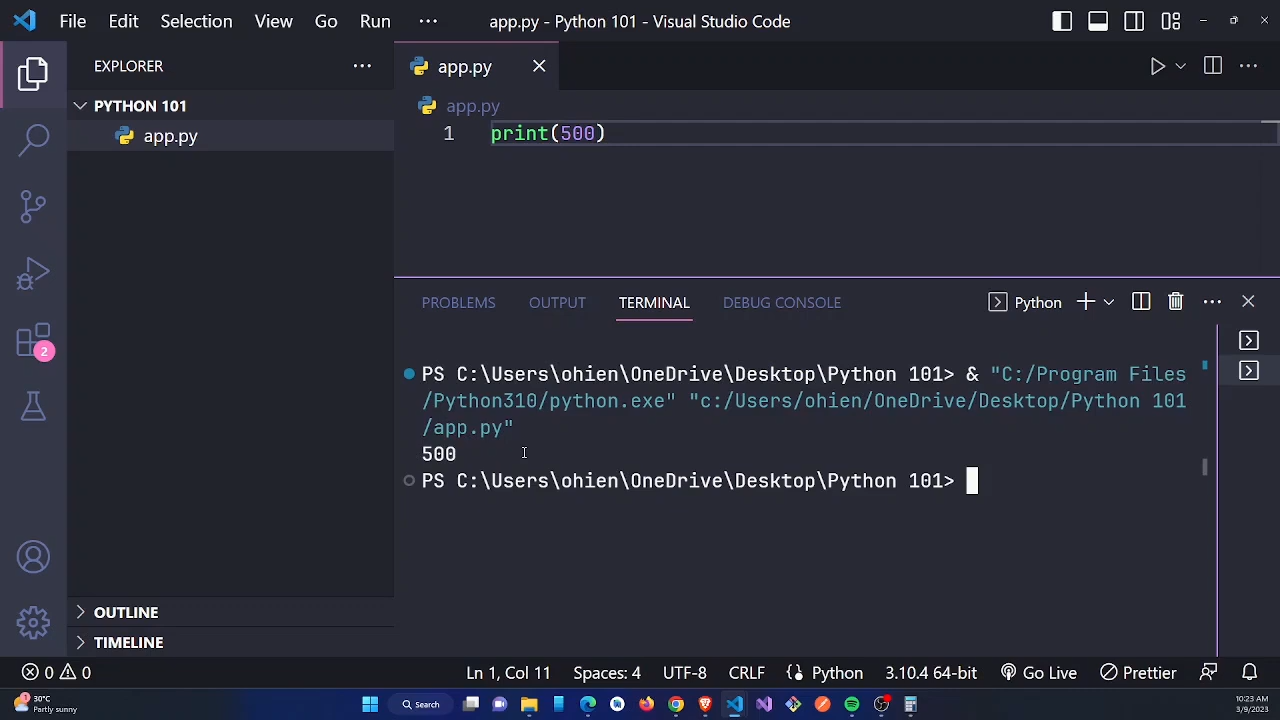 File Edit Selection View Go Run ··· app.py - Python 101 - Visual Studio Code
EXPLORER ···
PYTHON 101
app.py
OUTLINE
TIMELINE
2
app.py
app.py
1 print(500)
PROBLEMS OUTPUT TERMINAL DEBUG CONSOLE Python
PS C:\Users\ohien\OneDrive\Desktop\Python 101> & "C:/Program Files
/Python310/python.exe" "c:/Users/ohien/OneDrive/Desktop/Python 101
/app.py"
500
PS C:\Users\ohien\OneDrive\Desktop\Python 101>
0 0 Ln 1, Col 11 Spaces: 4 UTF-8 CRLF Python 3.10.4 64-bit Go Live Prettier
1 30°C
Partly sunny
Search
10:23 AM
3/9/2023